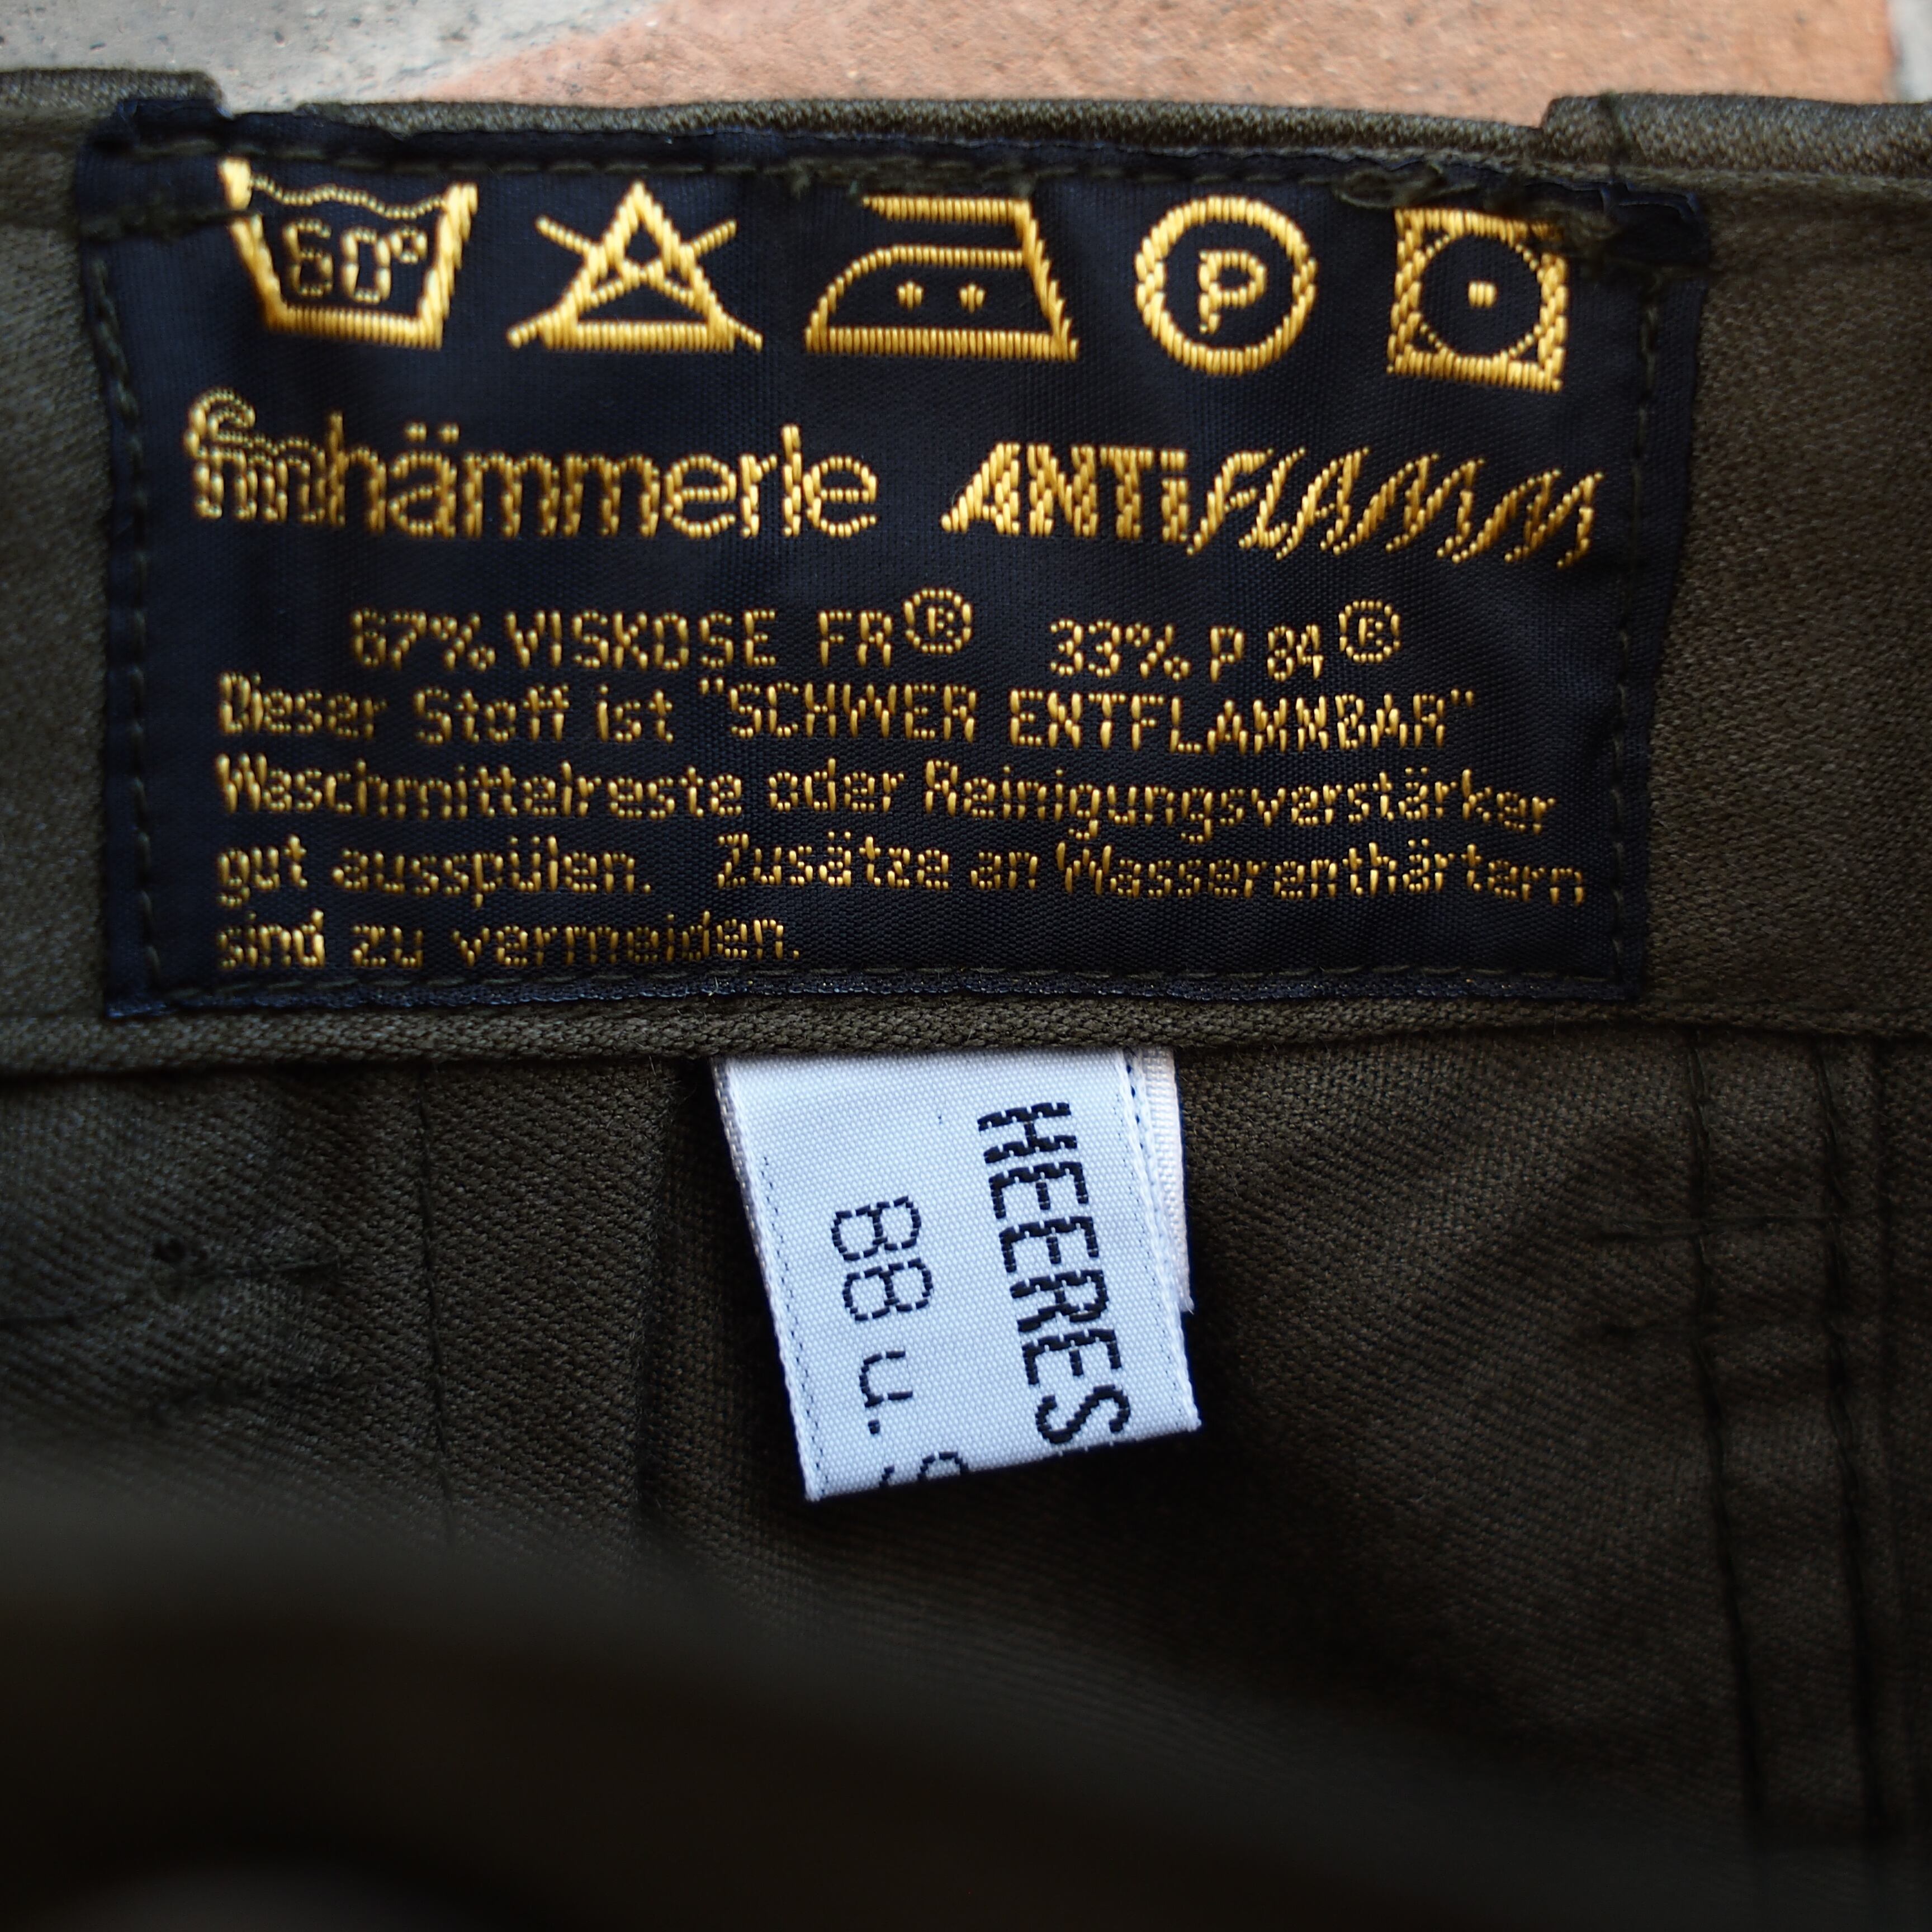 60°
P
fmhämmerle ANTiFLAMM
67% VISKOSE FR® 33% P 84®
Dieser Stoff ist "SCHWER ENTFLAMMBAR"
Waschmittelreste oder Reinigungsverstärker
gut ausspülen. Zusätze an Wasserenthärtern
sind zu vermeiden.
HEERES
BB u.